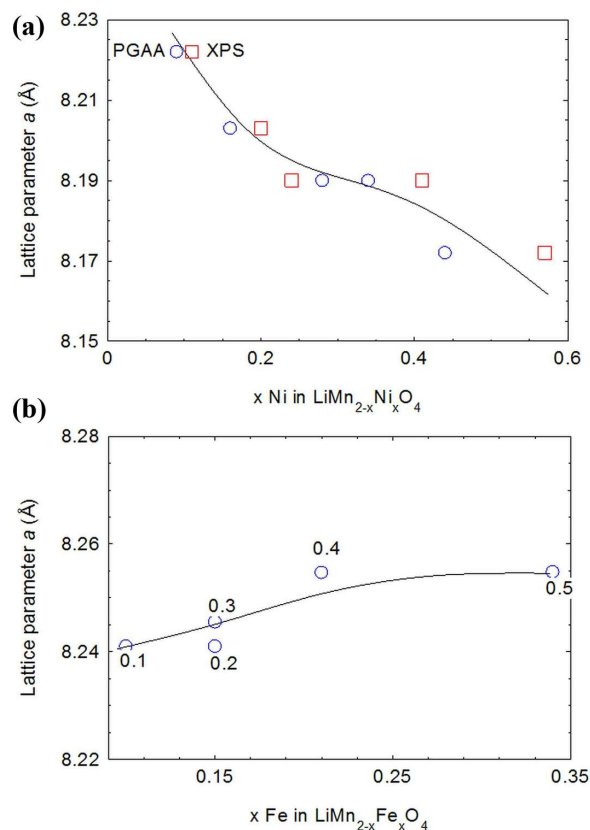 (a)
8.23
PGAA XPS
8.21
8.19
8.17
8.15
Lattice parameter a (Å)
0 0.2 0.4 0.6
x Ni in LiMn₂₋ₓNiₓO₄
(b)
8.28
8.26
8.24
8.22
Lattice parameter a (Å)
0.4
0.5
0.3
0.1 0.2
0.15 0.25 0.35
x Fe in LiMn₂₋ₓFeₓO₄